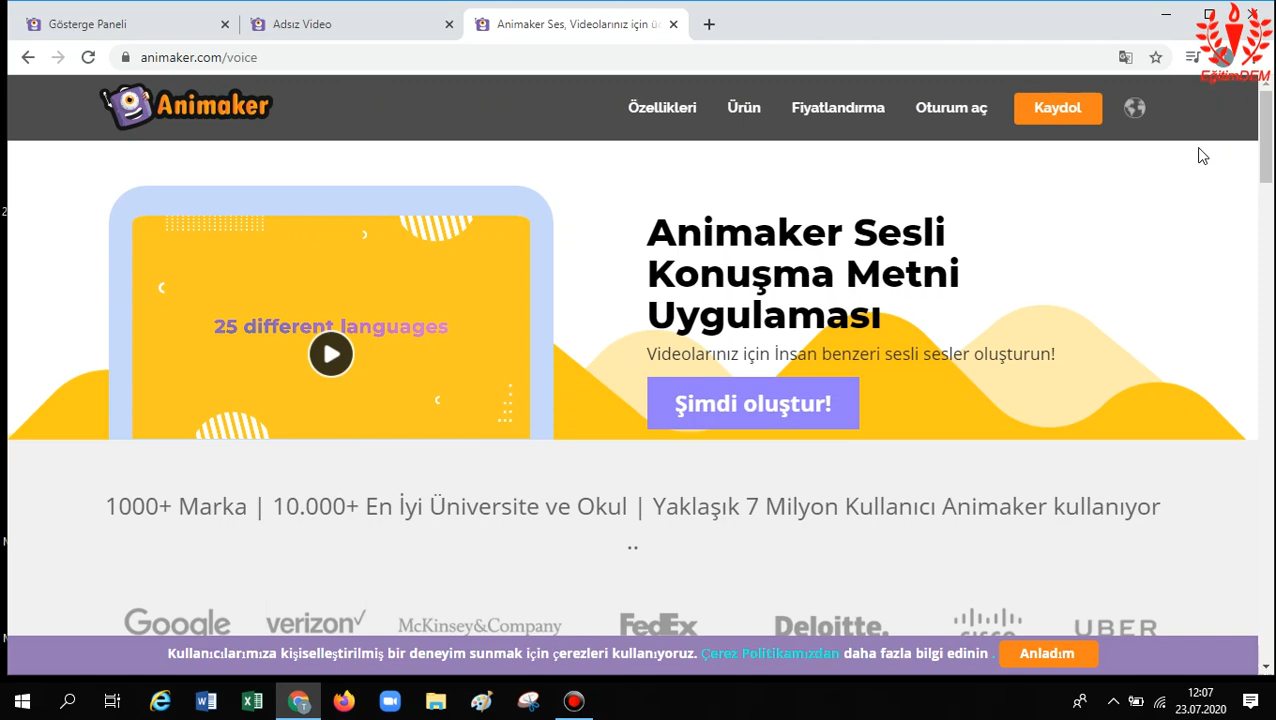 Gösterge Paneli
Adsız Video
Animaker Ses, Videolarınız için üc
animaker.com/voice
EğitimDEM
Animaker
Özellikleri
Ürün
Fiyatlandırma
Oturum aç
Kaydol
25 different languages
Animaker Sesli
Konuşma Metni
Uygulaması
Videolarınız için İnsan benzeri sesli sesler oluşturun!
Şimdi oluştur!
1000+ Marka | 10.000+ En İyi Üniversite ve Okul | Yaklaşık 7 Milyon Kullanıcı Animaker kullanıyor
..
Google
verizon
McKinsey&Company
FedEx
Deloitte.
CISCO
UBER
Kullanıcılarımıza kişiselleştirilmiş bir deneyim sunmak için çerezleri kullanıyoruz. Çerez Politikamızdan daha fazla bilgi edinin .
Anladım
12:07
23.07.2020